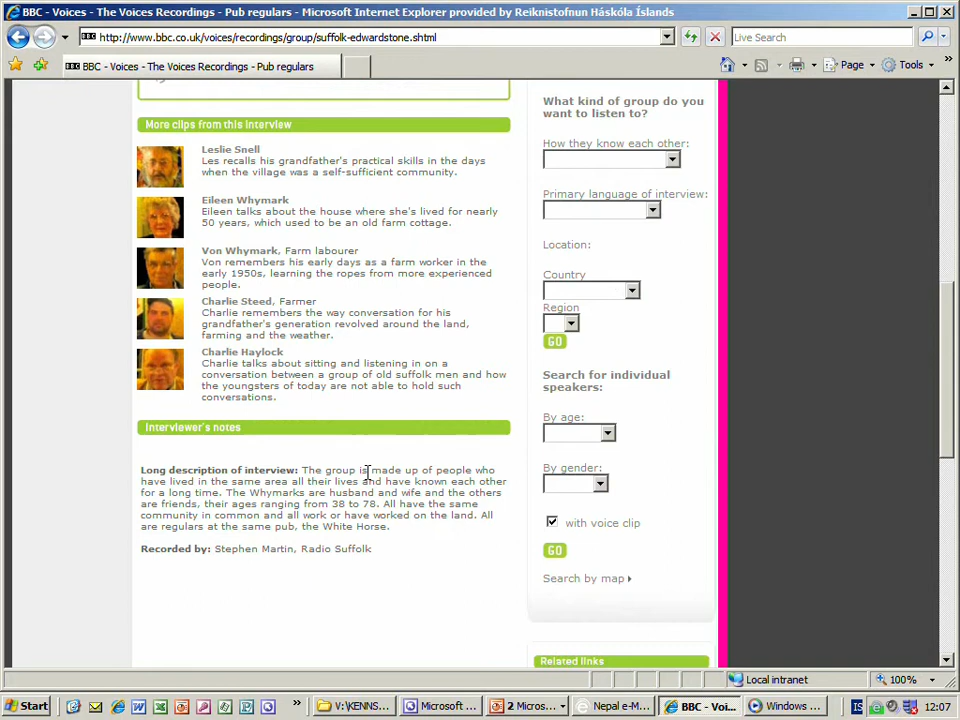 BBC - Voices - The Voices Recordings - Pub regulars - Microsoft Internet Explorer provided by Reiknistofnun Háskóla Íslands
BBC http://www.bbc.co.uk/voices/recordings/group/suffolk-edwardstone.shtml
Live Search
BBC BBC - Voices - The Voices Recordings - Pub regulars
Page
Tools
»
More clips from this interview
Leslie Snell
Les recalls his grandfather's practical skills in the days
when the village was a self-sufficient community.
Eileen Whymark
Eileen talks about the house where she's lived for nearly
50 years, which used to be an old farm cottage.
Von Whymark, Farm labourer
Von remembers his early days as a farm worker in the
early 1950s, learning the ropes from more experienced
people.
Charlie Steed, Farmer
Charlie remembers the way conversation for his
grandfather's generation revolved around the land,
farming and the weather.
Charlie Haylock
Charlie talks about sitting and listening in on a
conversation between a group of old suffolk men and how
the youngsters of today are not able to hold such
conversations.
Interviewer's notes
Long description of interview: The group is made up of people who
have lived in the same area all their lives and have known each other
for a long time. The Whymarks are husband and wife and the others
are friends, their ages ranging from 38 to 78. All have the same
community in common and all work or have worked on the land. All
are regulars at the same pub, the White Horse.
Recorded by: Stephen Martin, Radio Suffolk
What kind of group do you
want to listen to?
How they know each other:
Primary language of interview:
Location:
Country
Region
GO
Search for individual
speakers:
By age:
By gender:
with voice clip
GO
Search by map
Related links
Local intranet
100%
Start
»
V:\KENNS...
Microsoft ...
2 Micros...
Nepal e-M...
BBC - Voi...
Windows ...
IS
12:07